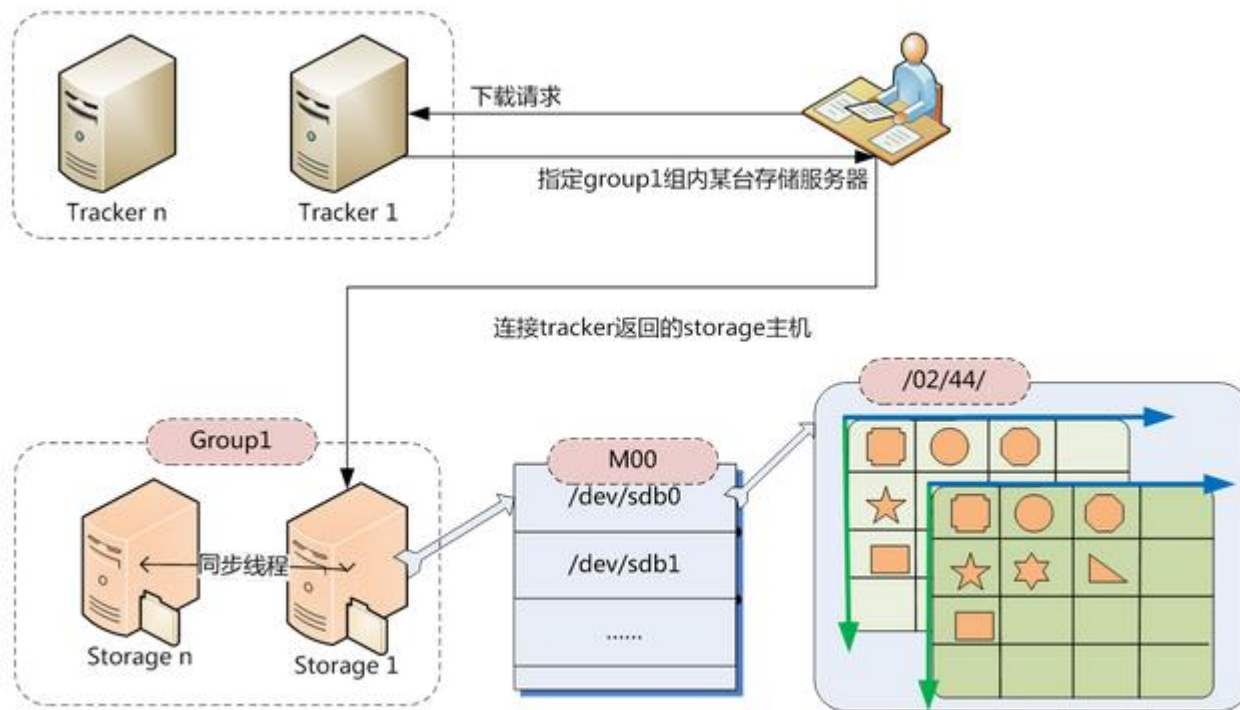 下载请求
指定group1组内某台存储服务器
Tracker n
Tracker 1
连接tracker返回的storage主机
/02/44/
Group1
M00
/dev/sdb0
/dev/sdb1
......
同步线程
Storage n
Storage 1